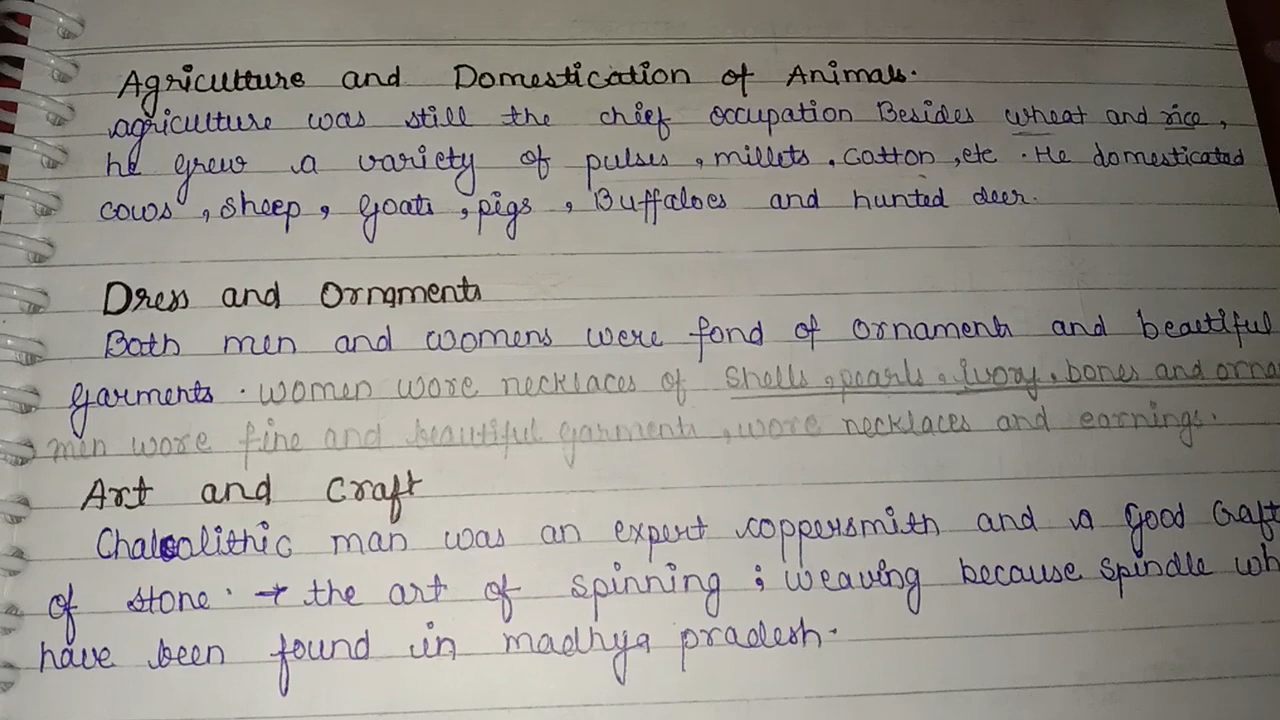 Agriculture and Domestication of Animals.
agriculture was still the chief occupation Besides wheat and rice,
he grew a variety of pulses, millets, cotton, etc. He domesticated
cows, sheep, goats, pigs, Buffaloes and hunted deer.
Dress and Ornaments
Both men and womens were fond of ornaments and beautiful
garments. women wore necklaces of shells, pearls, ivory, bones and orna
men wore fine and beautiful garments, wore necklaces and earnings.
Art and Craft
Chalcolithic man was an expert coppersmith and a good Craft
of stone. → the art of spinning ; weaving because spindle wh
have been found in madhya pradesh.